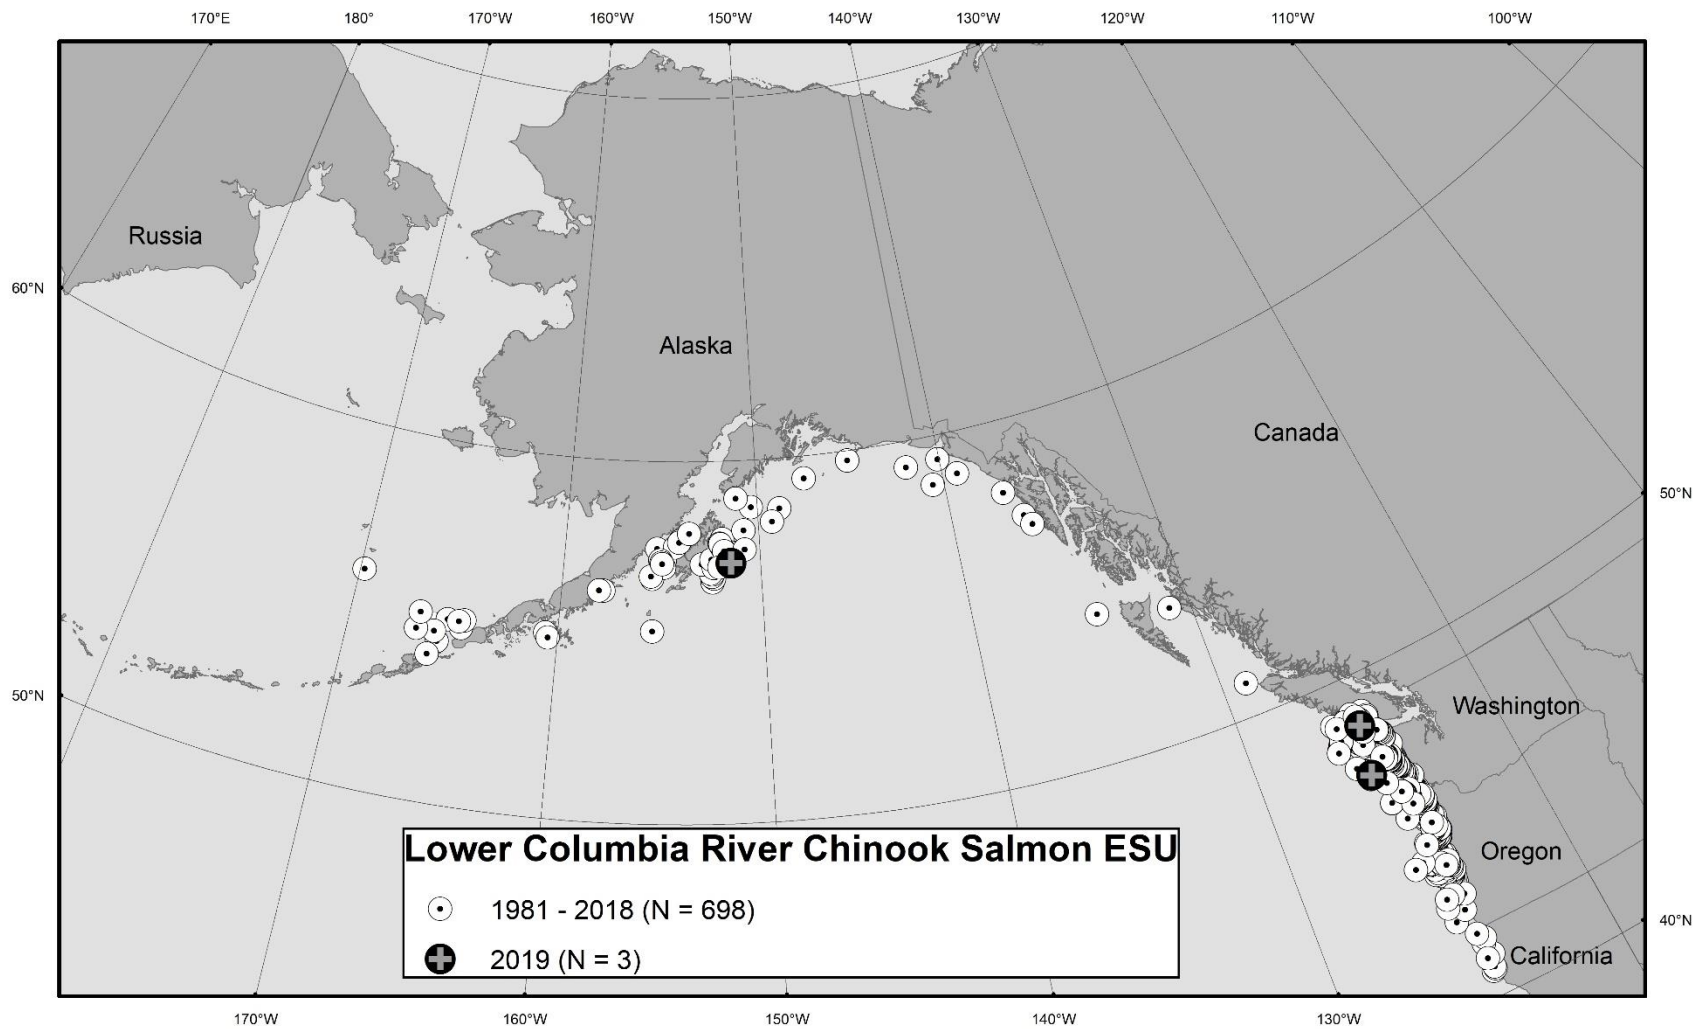 170°E 180° 170°W 160°W 150°W 140°W 130°W 120°W 110°W 100°W
Russia
60°N
Alaska
Canada
50°N
50°N
Washington
Oregon
40°N
California
Lower Columbia River Chinook Salmon ESU
1981 - 2018 (N = 698)
2019 (N = 3)
170°W 160°W 150°W 140°W 130°W